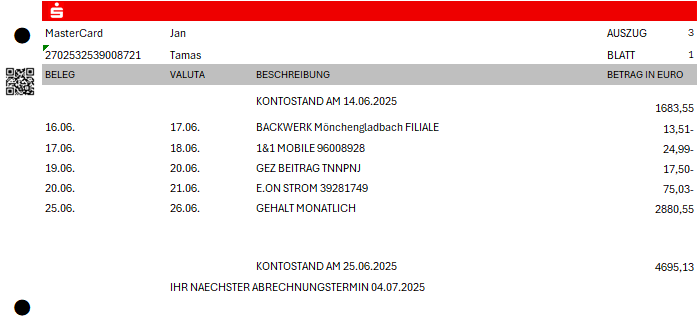 MasterCard Jan AUSZUG 3
2702532539008721 Tamas BLATT 1
BELEG VALUTA BESCHREIBUNG BETRAG IN EURO
KONTOSTAND AM 14.06.2025 1683,55
16.06. 17.06. BACKWERK Mönchengladbach FILIALE 13,51-
17.06. 18.06. 1&1 MOBILE 96008928 24,99-
19.06. 20.06. GEZ BEITRAG TNNPNJ 17,50-
20.06. 21.06. E.ON STROM 39281749 75,03-
25.06. 26.06. GEHALT MONATLICH 2880,55
KONTOSTAND AM 25.06.2025 4695,13
IHR NAECHSTER ABRECHNUNGSTERMIN 04.07.2025